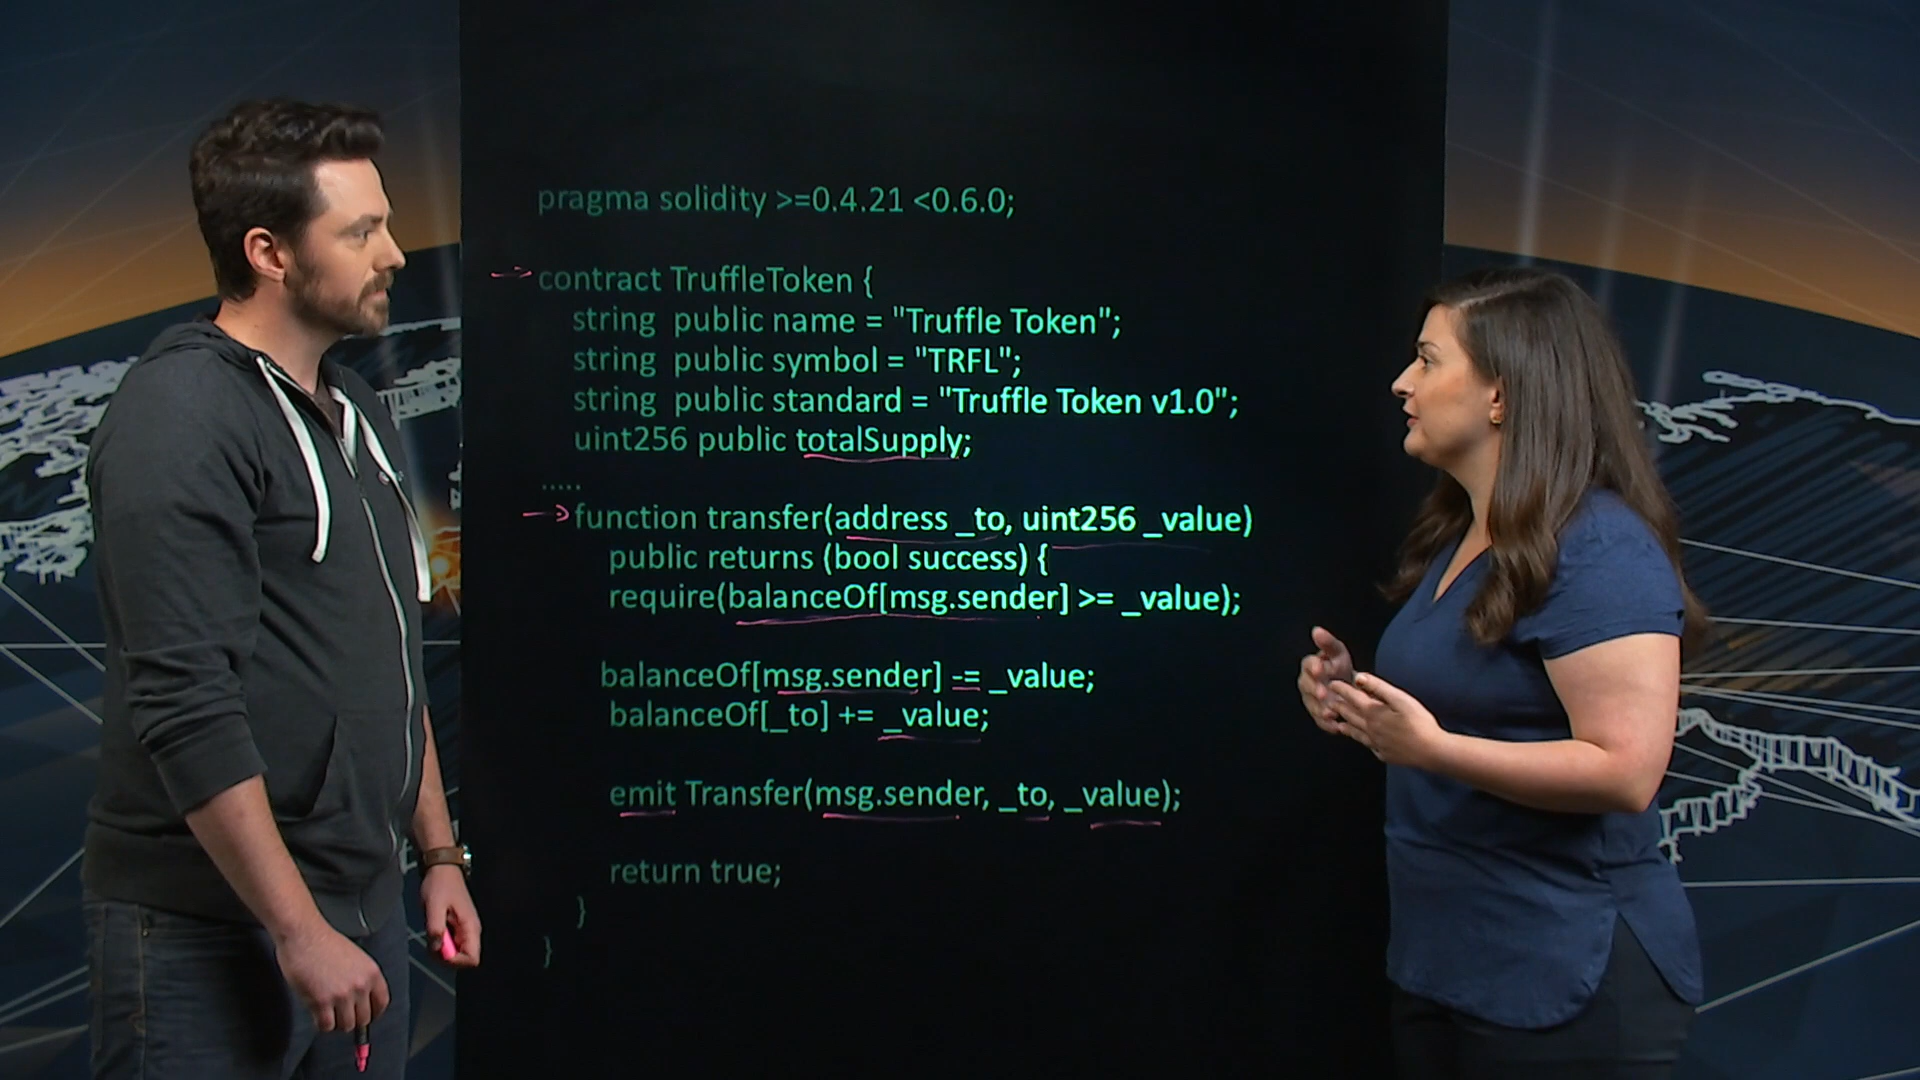 pragma solidity >=0.4.21 <0.6.0;
contract TruffleToken {
string public name = "Truffle Token";
string public symbol = "TRFL";
string public standard = "Truffle Token v1.0";
uint256 public totalSupply;
.....
function transfer(address _to, uint256 _value)
public returns (bool success) {
require(balanceOf[msg.sender] >= _value);
balanceOf[msg.sender] -= _value;
balanceOf[_to] += _value;
emit Transfer(msg.sender, _to, _value);
return true;
}
}